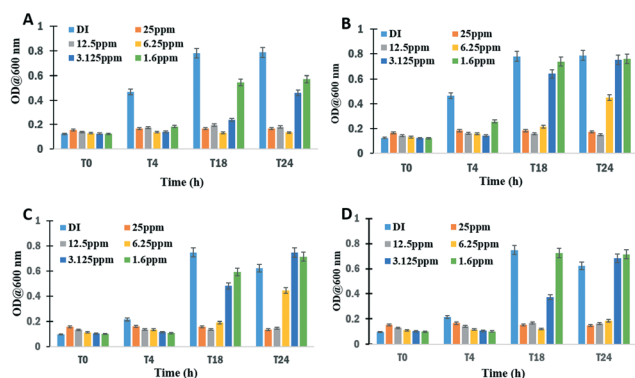 A
DI 25ppm
12.5ppm 6.25ppm
3.125ppm 1.6ppm
OD@600 nm
1
0.8
0.6
0.4
0.2
0
T0 T4 T18 T24
Time (h)
B
DI 25ppm
12.5ppm 6.25ppm
3.125ppm 1.6ppm
OD@600 nm
1
0.8
0.6
0.4
0.2
0
T0 T4 T18 T24
Time (h)
C
DI 25ppm
12.5ppm 6.25ppm
3.125ppm 1.6ppm
OD@600 nm
1
0.8
0.6
0.4
0.2
0
T0 T4 T18 T24
Time (h)
D
DI 25ppm
12.5ppm 6.25ppm
3.125ppm 1.6ppm
OD@600 nm
1
0.8
0.6
0.4
0.2
0
T0 T4 T18 T24
Time (h)